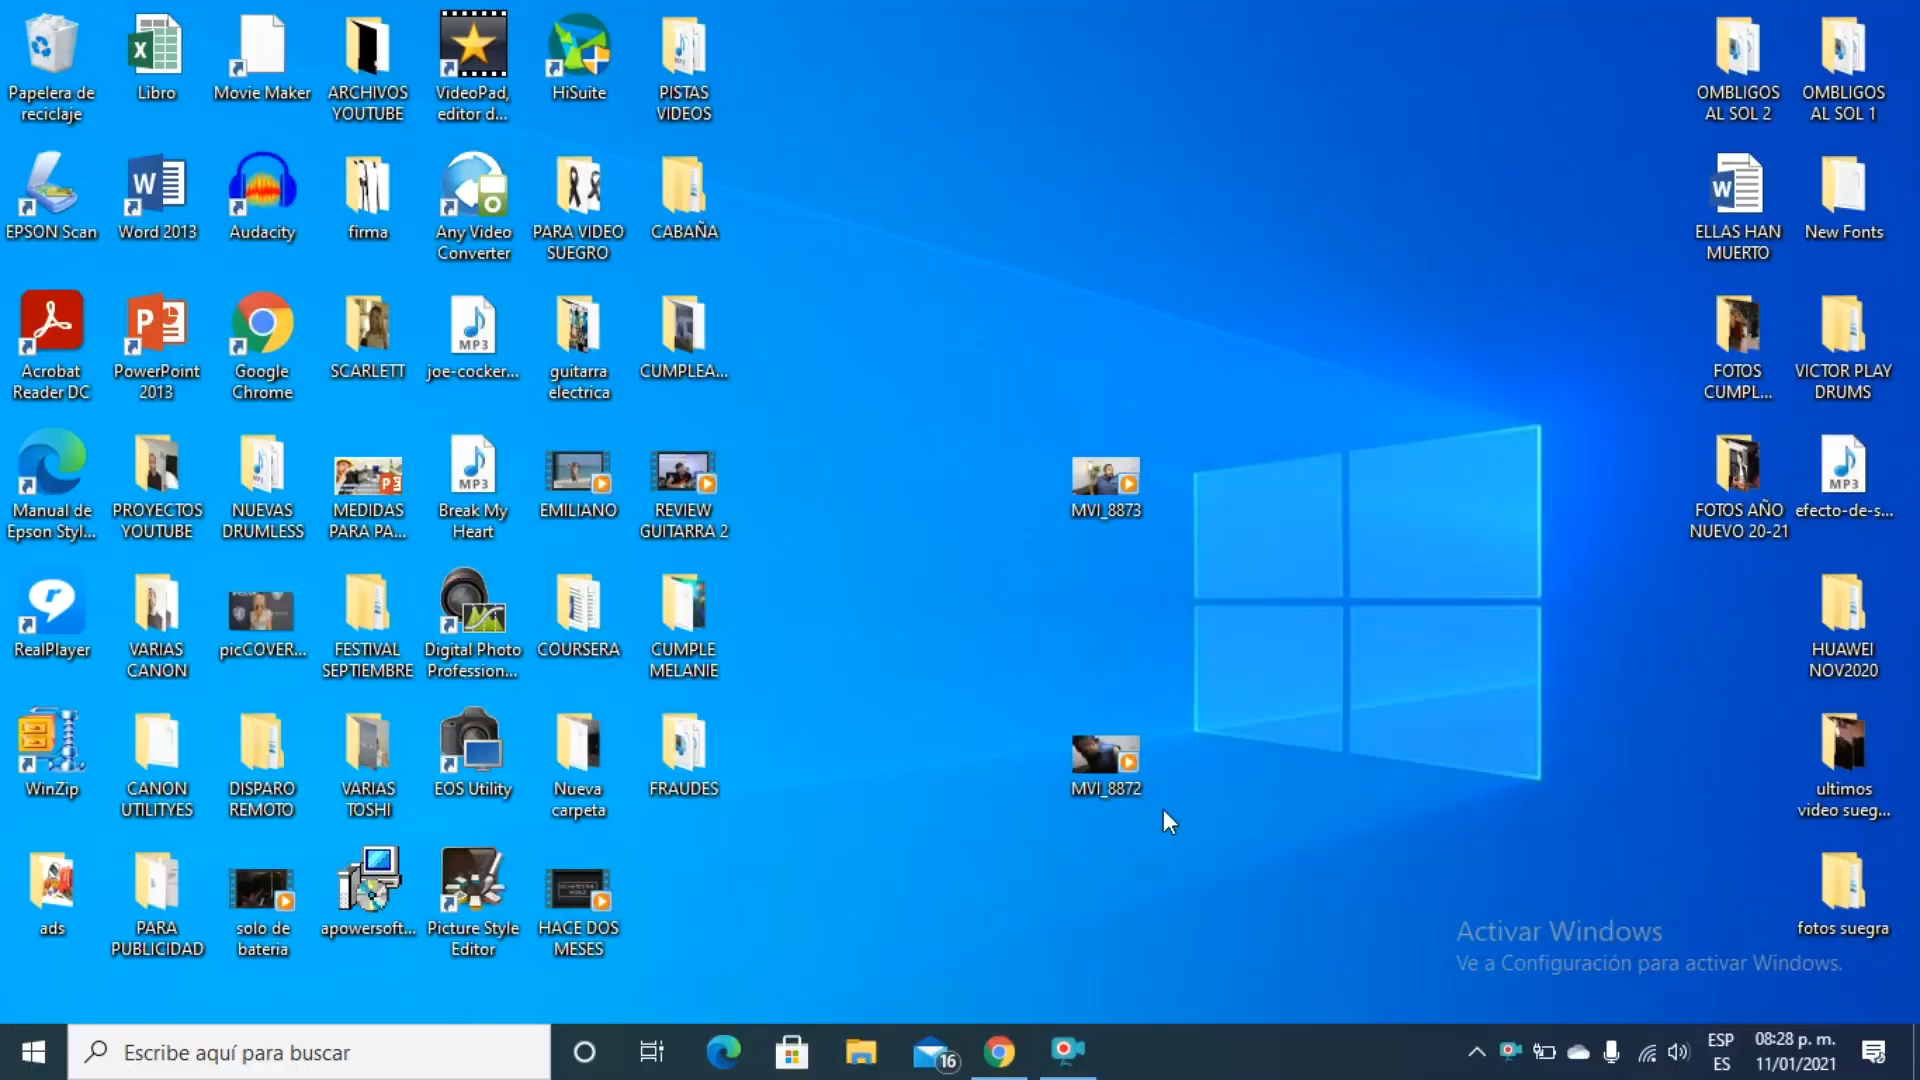 Papelera de
reciclaje
Libro
Movie Maker
ARCHIVOS
YOUTUBE
VideoPad,
editor d...
HiSuite
PISTAS
VIDEOS
OMBLIGOS
AL SOL 2
OMBLIGOS
AL SOL 1
EPSON Scan
Word 2013
Audacity
firma
Any Video
Converter
PARA VIDEO
SUEGRO
CABAÑA
ELLAS HAN
MUERTO
New Fonts
Acrobat
Reader DC
PowerPoint
2013
Google
Chrome
SCARLETT
MP3
joe-cocker...
guitarra
electrica
CUMPLEA...
FOTOS
CUMPL...
VICTOR PLAY
DRUMS
Manual de
Epson Styl...
PROYECTOS
YOUTUBE
NUEVAS
DRUMLESS
MEDIDAS
PARA PA...
MP3
Break My
Heart
EMILIANO
REVIEW
GUITARRA 2
MVI_8873
FOTOS AÑO
NUEVO 20-21
MP3
efecto-de-s...
RealPlayer
VARIAS
CANON
picCOVER...
FESTIVAL
SEPTIEMBRE
Digital Photo
Profession...
COURSERA
CUMPLE
MELANIE
HUAWEI
NOV2020
WinZip
CANON
UTILITYES
DISPARO
REMOTO
VARIAS
TOSHI
EOS Utility
Nueva
carpeta
FRAUDES
MVI_8872
ultimos
video sueg...
ads
PARA
PUBLICIDAD
solo de
bateria
apowersoft...
Picture Style
Editor
HACE DOS
MESES
fotos suegra
Activar Windows
Ve a Configuración para activar Windows.
Escribe aquí para buscar
16
ESP
ES
08:28 p. m.
11/01/2021